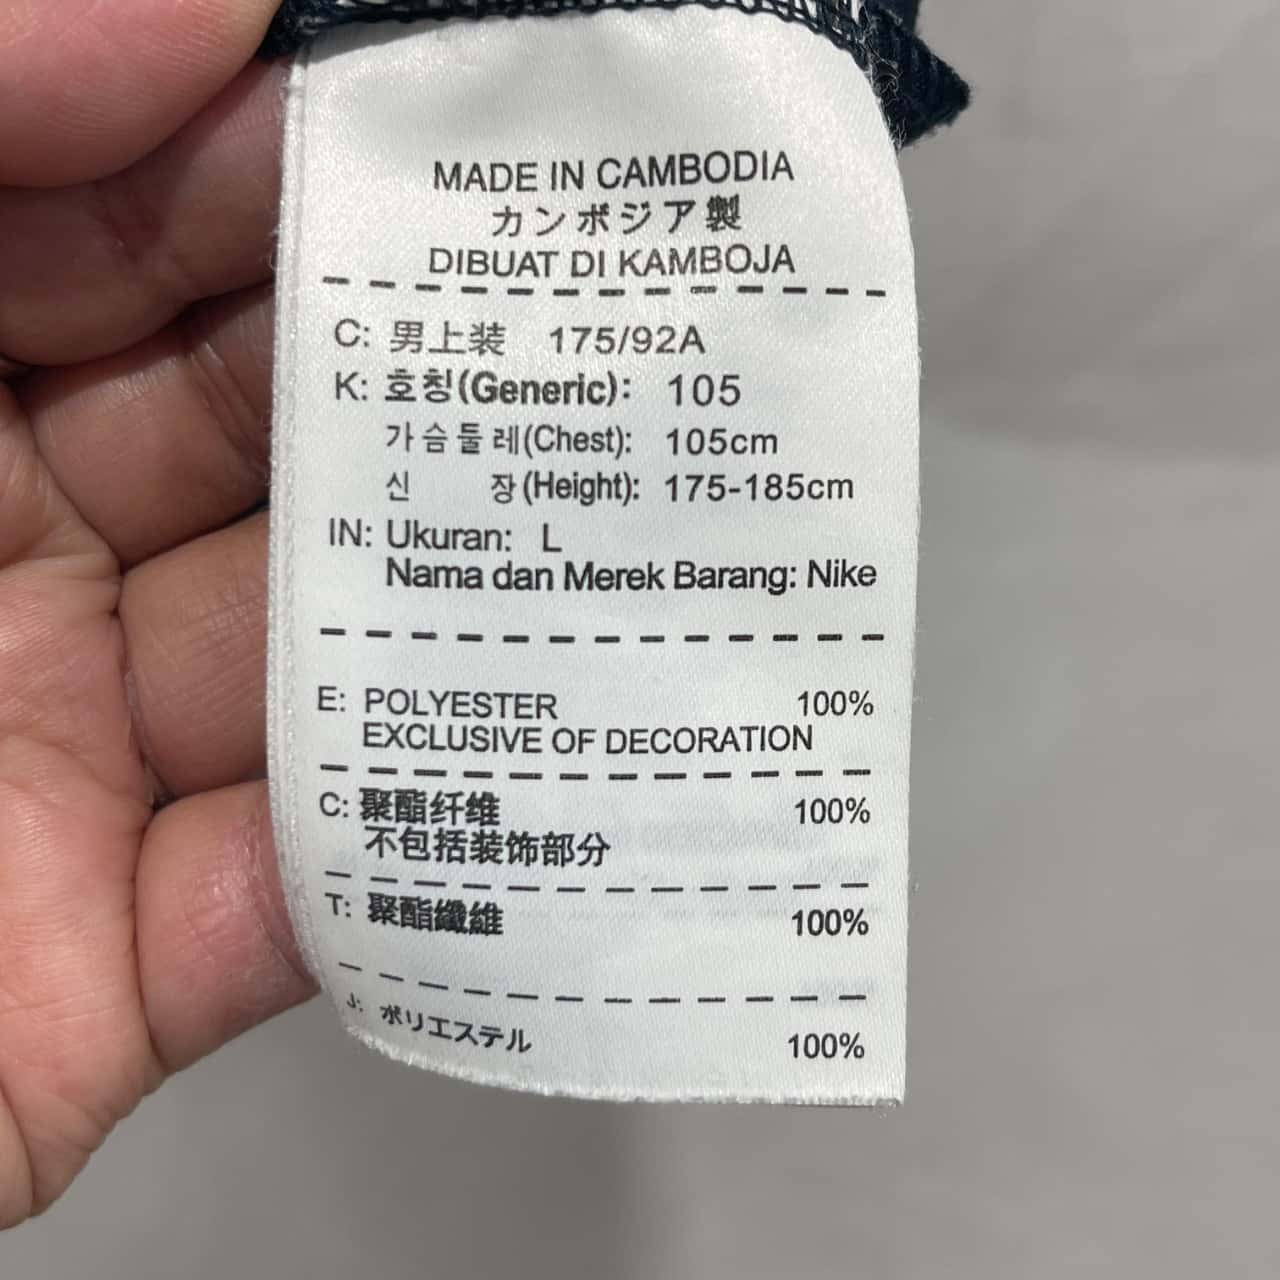 MADE IN CAMBODIA
カンボジア製
DIBUAT DI KAMBOJA
C: 男上装 175/92A
K: 호칭(Generic): 105
가슴둘레(Chest): 105cm
신 장(Height): 175-185cm
IN: Ukuran: L
Nama dan Merek Barang: Nike
E: POLYESTER 100%
EXCLUSIVE OF DECORATION
C: 聚酯纤维 100%
不包括装饰部分
T: 聚酯纖維 100%
J: ポリエステル 100%